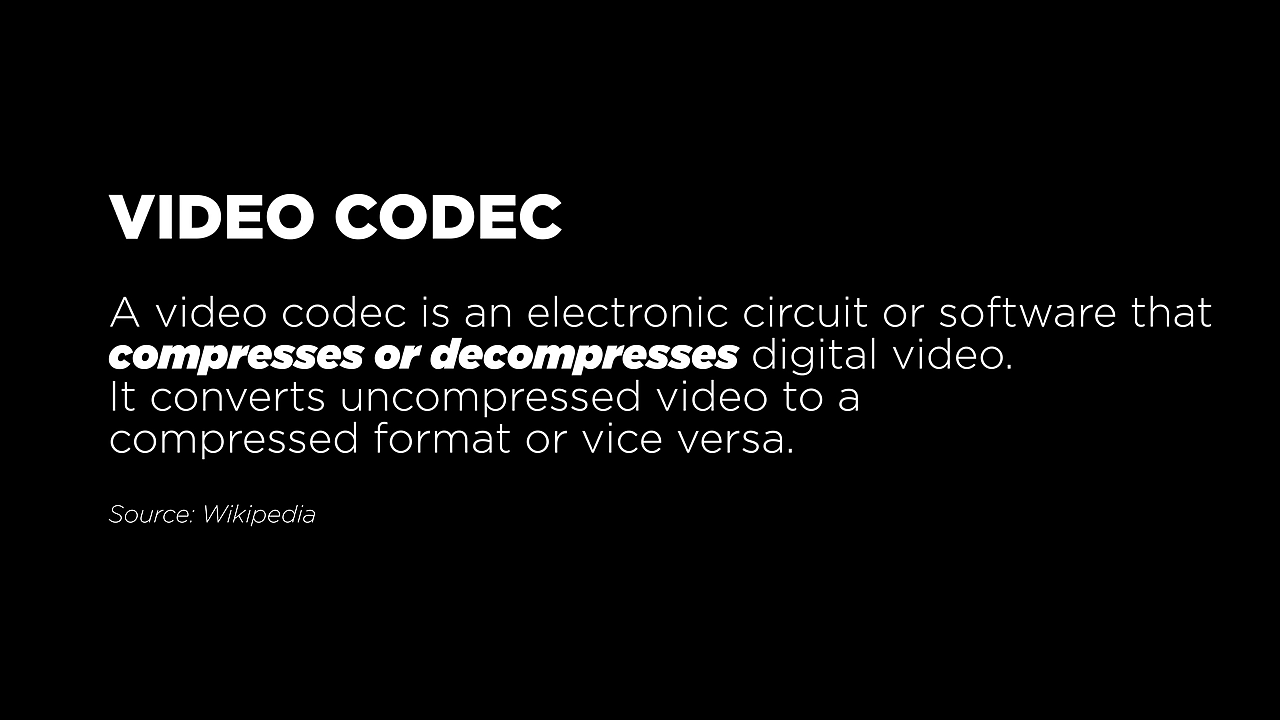 VIDEO CODEC
A video codec is an electronic circuit or software that
compresses or decompresses digital video.
It converts uncompressed video to a
compressed format or vice versa.
Source: Wikipedia